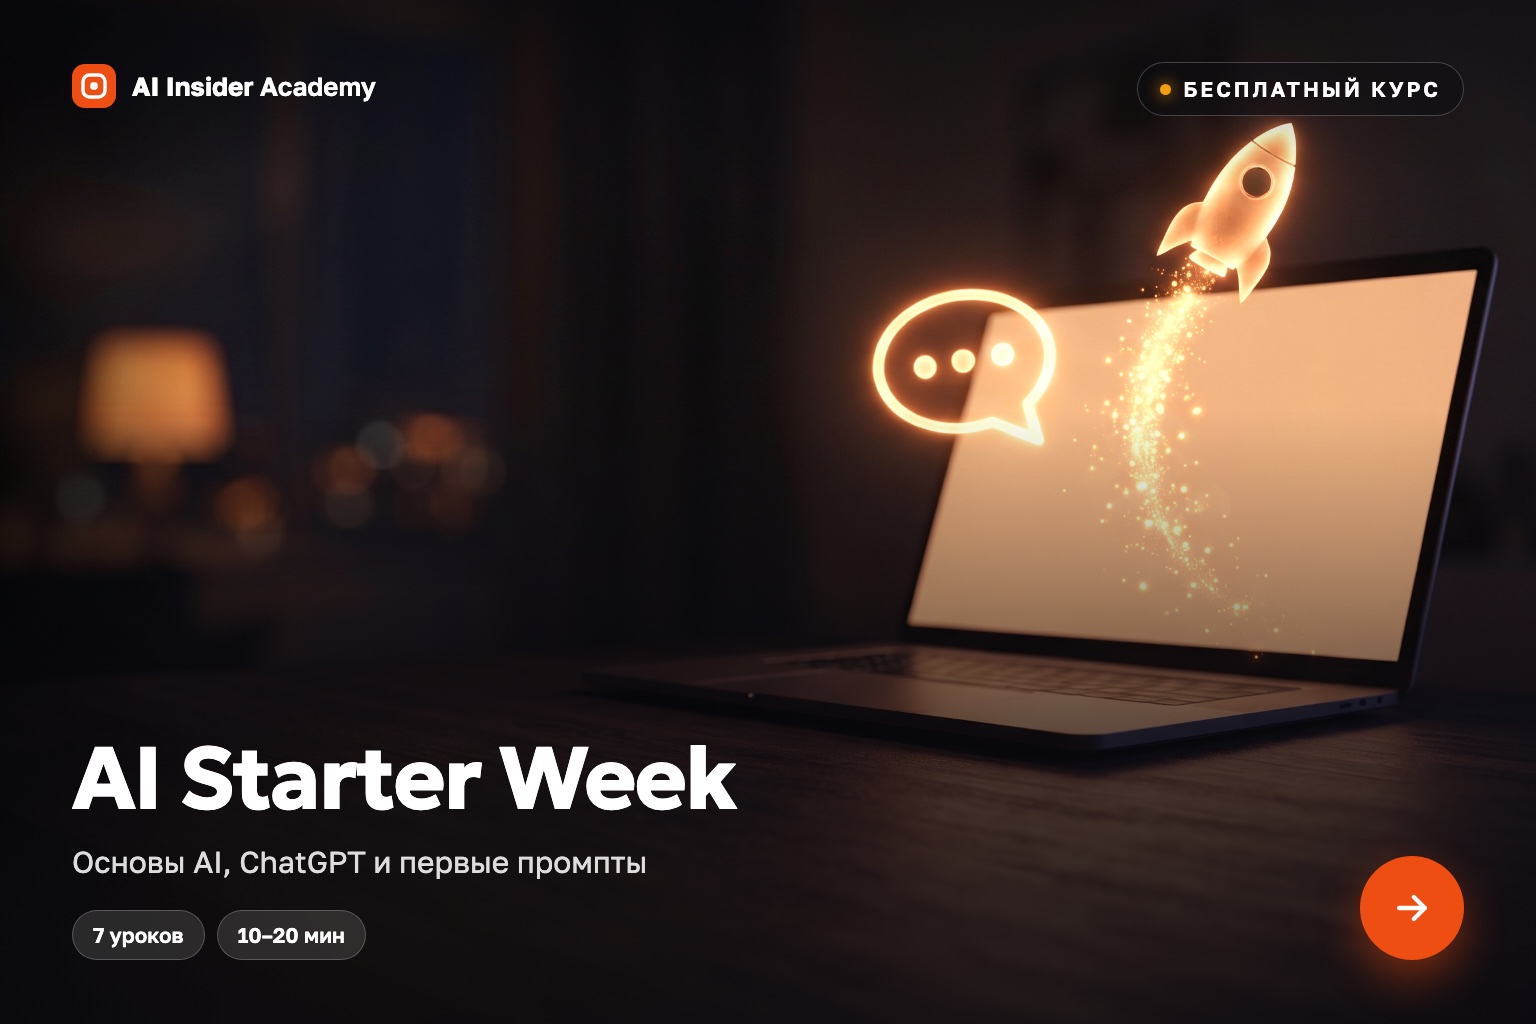 AI Insider Academy
БЕСПЛАТНЫЙ КУРС
AI Starter Week
Основы AI, ChatGPT и первые промпты
7 уроков
10–20 мин